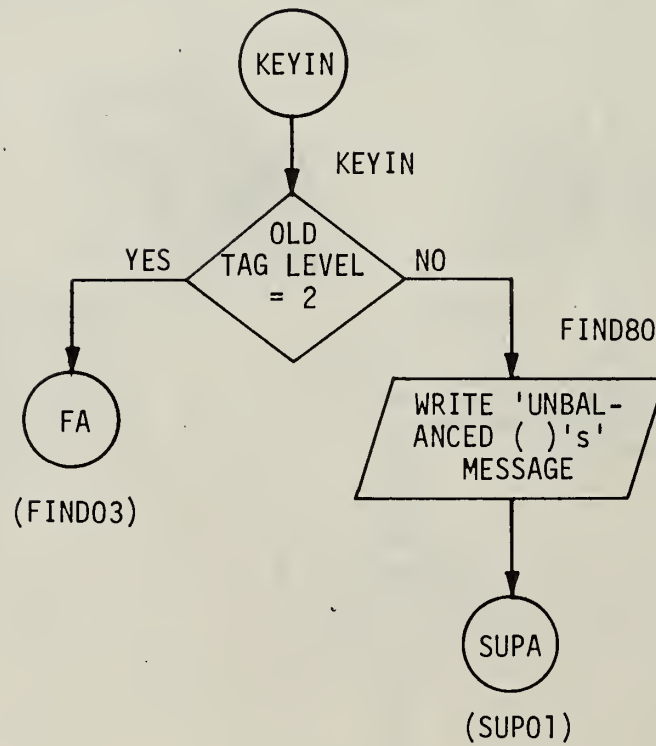 KEYIN
KEYIN
OLD
TAG LEVEL
= 2
YES
NO
FIND80
FA
(FIND03)
WRITE 'UNBAL-
ANCED ( )'s'
MESSAGE
SUPA
(SUP01)